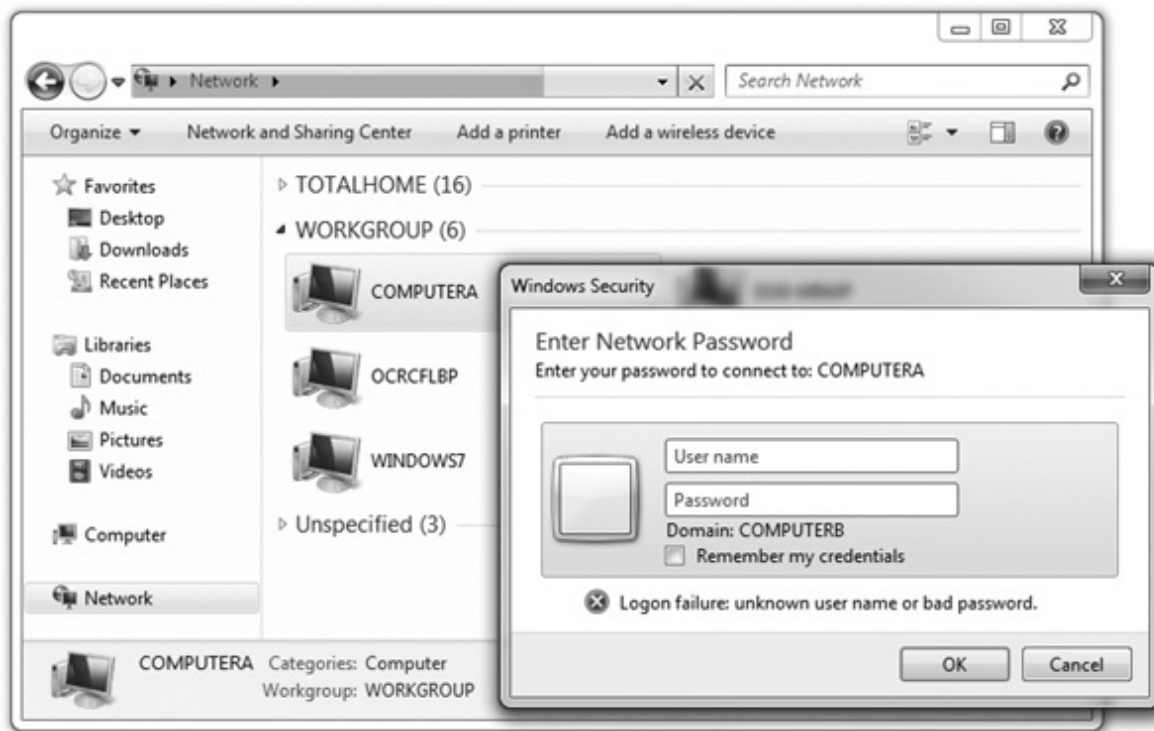 Network
Search Network
Organize Network and Sharing Center Add a printer Add a wireless device
Favorites
Desktop
Downloads
Recent Places
Libraries
Documents
Music
Pictures
Videos
Computer
Network
TOTALHOME (16)
WORKGROUP (6)
COMPUTERA
OCRCFLBP
WINDOWS7
Unspecified (3)
COMPUTERA Categories: Computer
Workgroup: WORKGROUP
Windows Security
Enter Network Password
Enter your password to connect to: COMPUTERA
User name
Password
Domain: COMPUTERB
Remember my credentials
Logon failure: unknown user name or bad password.
OK Cancel